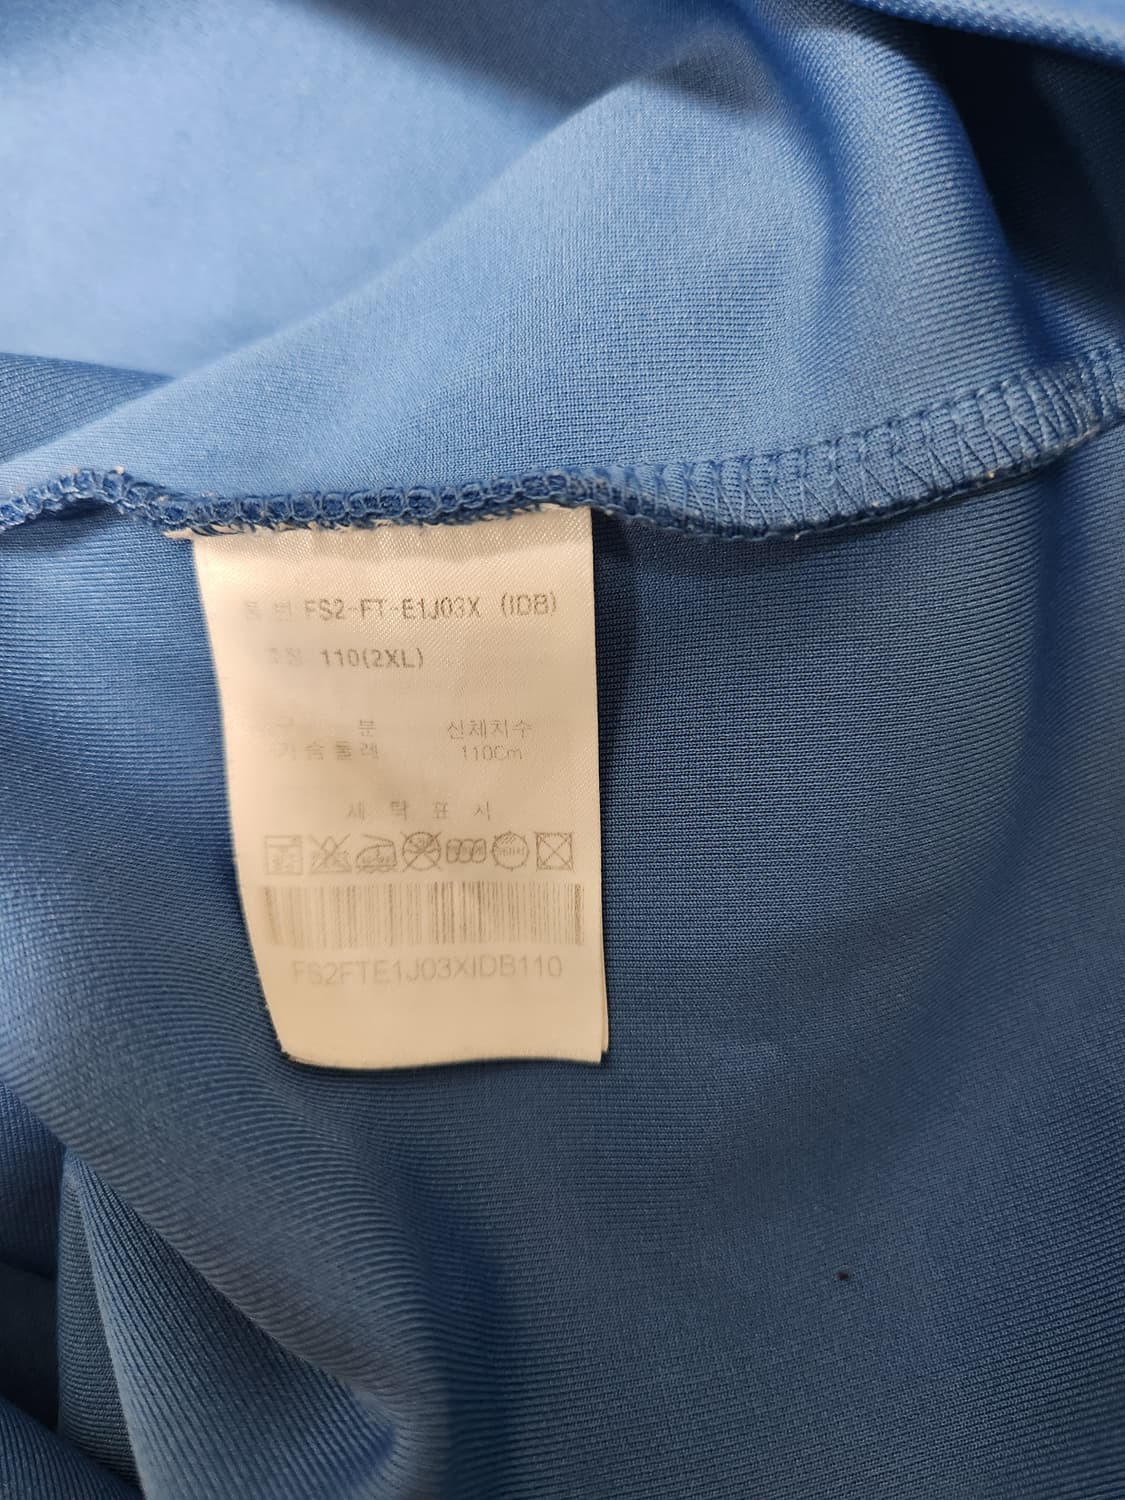 품 번 FS2-FT-E1J03X (IDB)
호칭 110(2XL)
구 분 신체치수
가슴둘레 110Cm
세 탁 표 시
FS2FTE1J03XIDB110